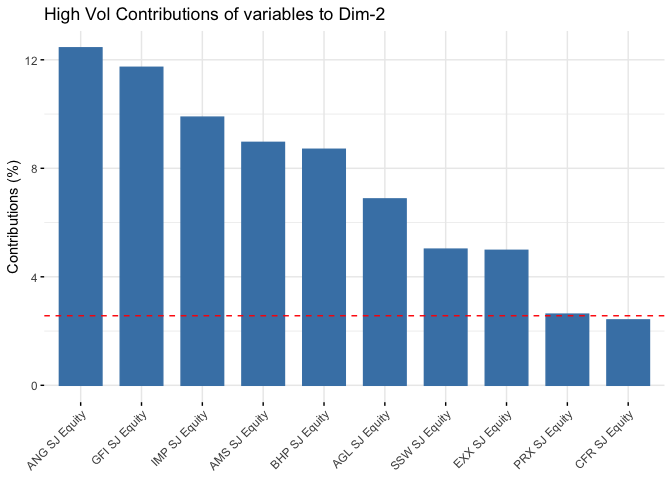 High Vol Contributions of variables to Dim-2
Contributions (%)
12
8
4
0
ANG SJ Equity
GFI SJ Equity
IMP SJ Equity
AMS SJ Equity
BHP SJ Equity
AGL SJ Equity
SSW SJ Equity
EXX SJ Equity
PRX SJ Equity
CFR SJ Equity